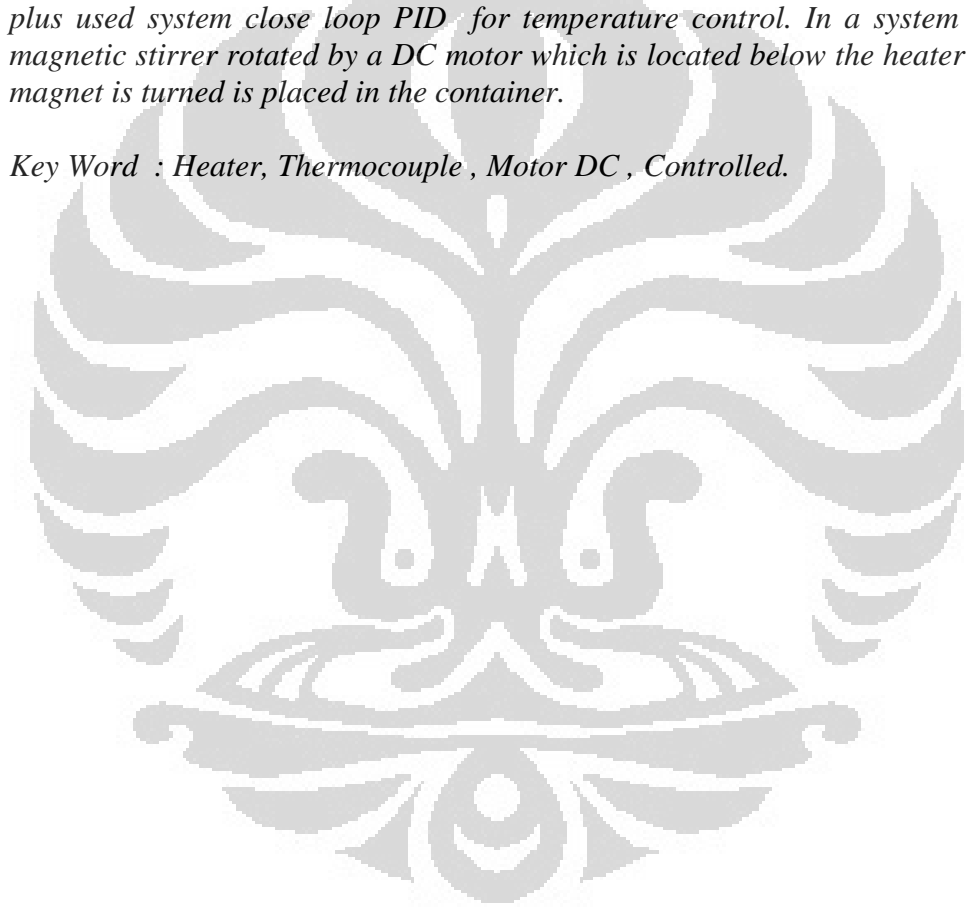 plus used system close loop PID for temperature control. In a system
magnetic stirrer rotated by a DC motor which is located below the heater
magnet is turned is placed in the container.
Key Word : Heater, Thermocouple , Motor DC , Controlled.